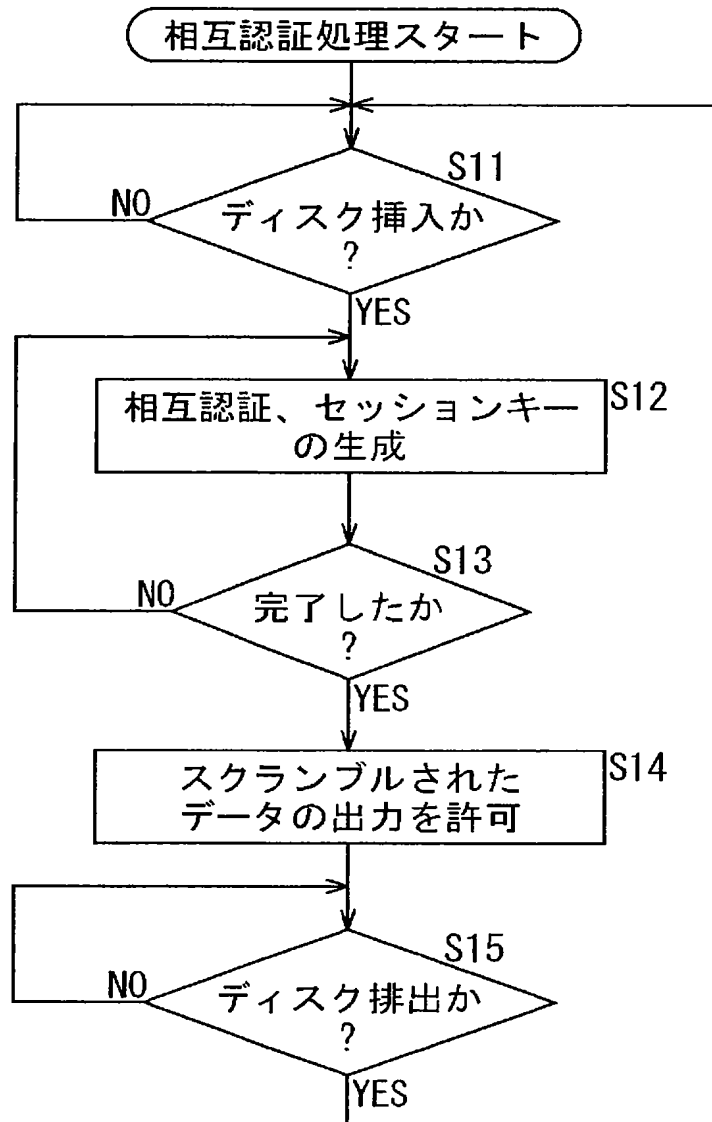 相互認証処理スタート
S11
NO
ディスク挿入か
?
YES
S12
相互認証、セッションキー
の生成
S13
NO
完了したか
?
YES
S14
スクランブルされた
データの出力を許可
S15
NO
ディスク排出か
?
YES